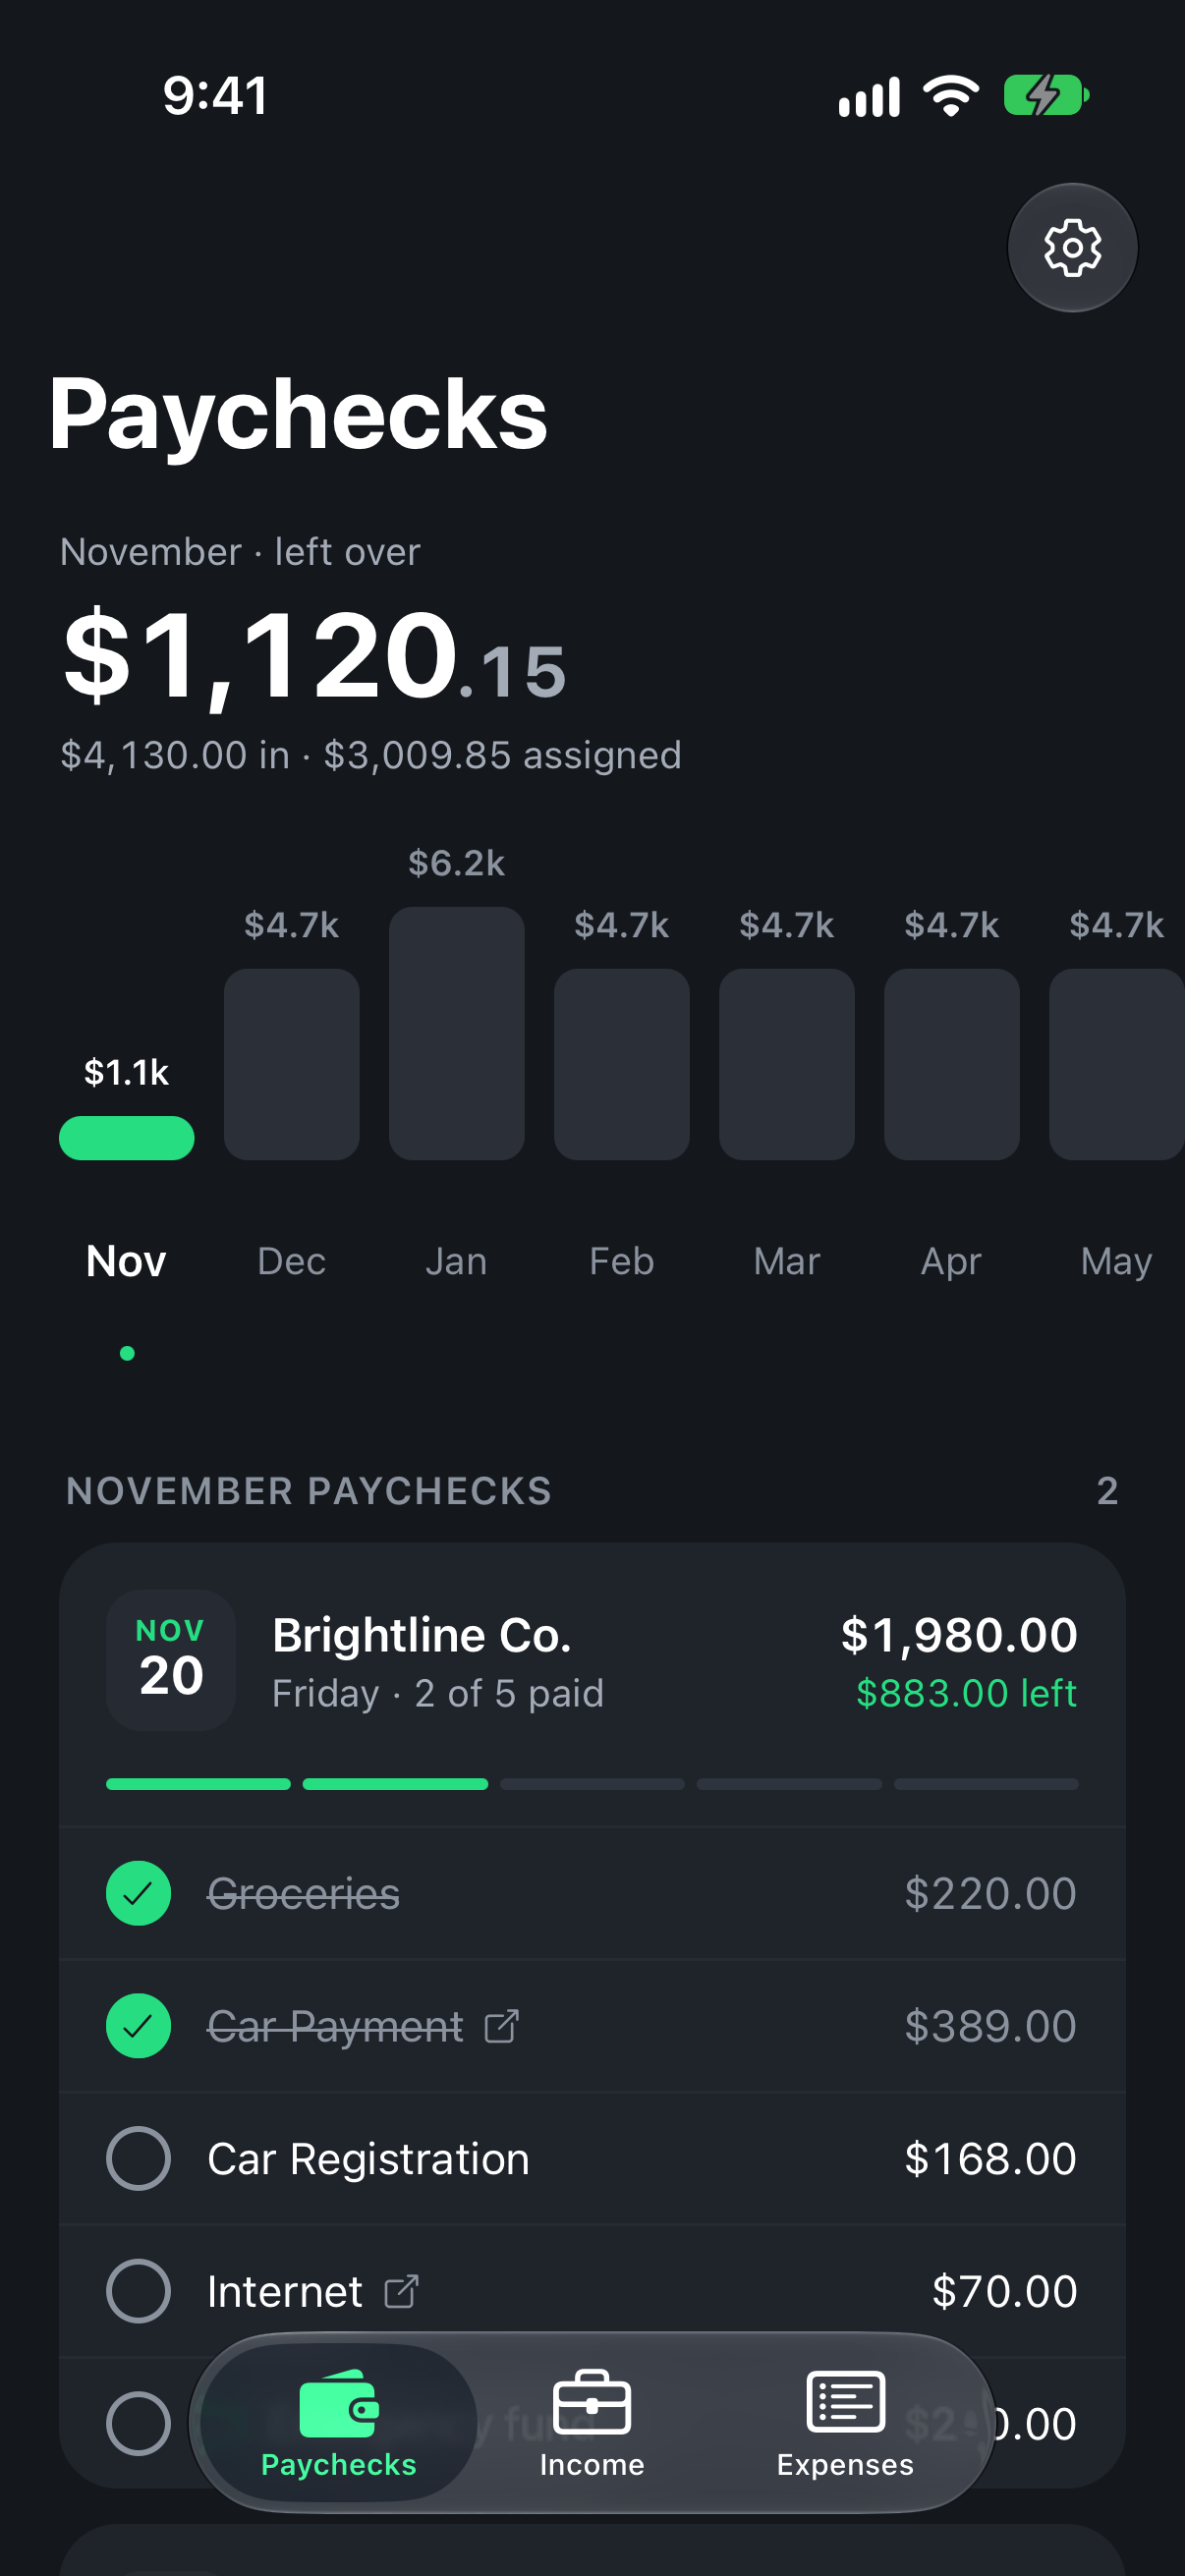 9:41
Paychecks
November · left over
$1,120.15
$4,130.00 in · $3,009.85 assigned
$6.2k
$4.7k $4.7k $4.7k $4.7k $4.7k
$1.1k
Nov Dec Jan Feb Mar Apr May
NOVEMBER PAYCHECKS 2
NOV
20
Brightline Co. $1,980.00
Friday · 2 of 5 paid $883.00 left
Groceries $220.00
Car Payment $389.00
Car Registration $168.00
Internet $70.00
fund
Paychecks Income Expenses